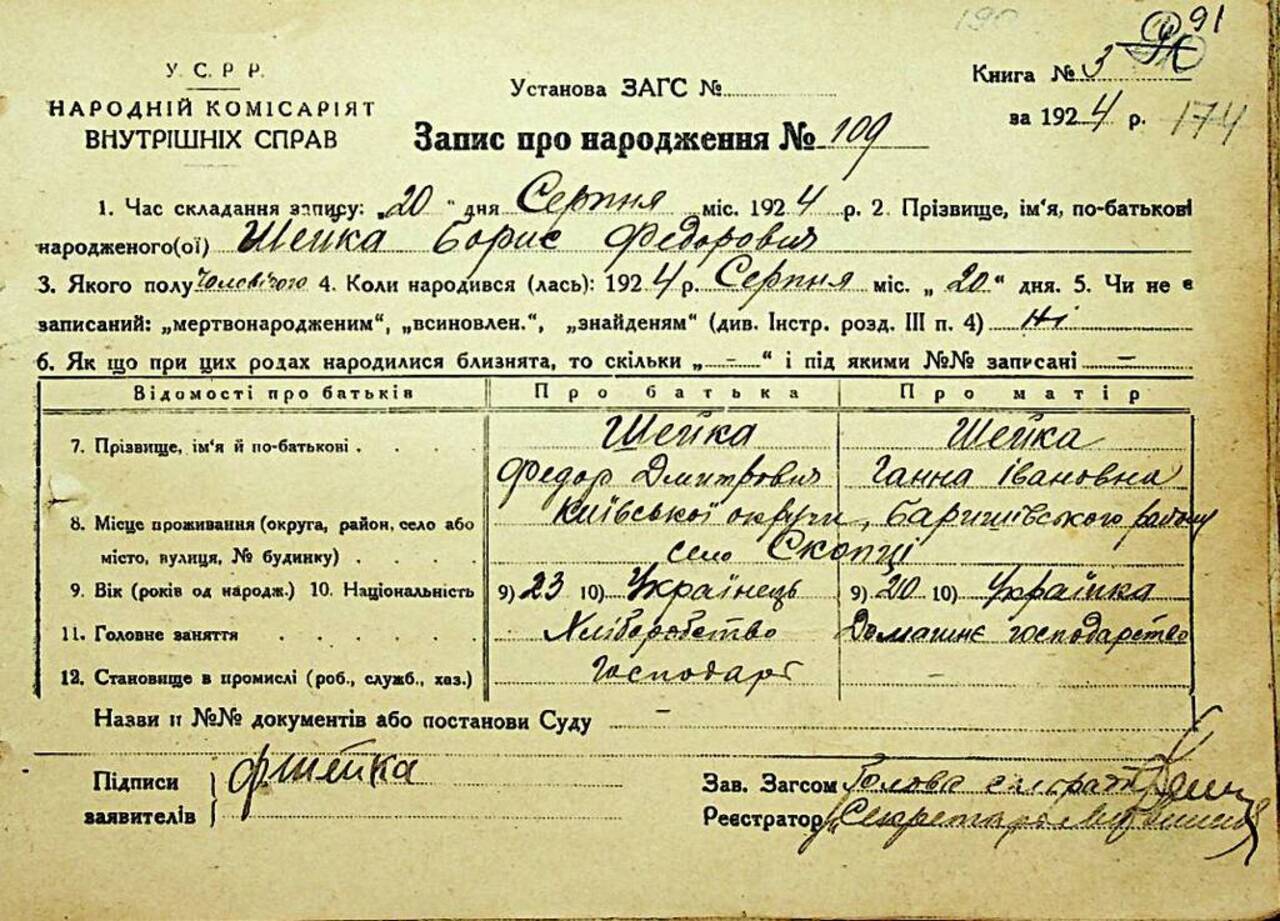 190
91
У. С. Р. Р.
НАРОДНІЙ КОМІСАРІЯТ
ВНУТРІШНІХ СПРАВ
Установа ЗАГС №
Книга № 3
за 1924 р. 174
Запис про народження № 109
1. Час складання запису: „20“ дня Серпня міс. 1924 р. 2. Прізвище, ім'я, по-батькові
народженого(ої) Шейка Борис Федорович
3. Якого полу Чоловічого 4. Коли народився (лась): 1924 р. Серпня міс. „20“ дня. 5. Чи не є
записаний: „мертвонародженим“, „всиновлен.“, „знайденям“ (див. Інстр. розд. III п. 4) Ні
6. Як що при цих родах народилися близнята, то скільки „-“ і під якими №№ записані -
Відомості про батьків Про батька Про матір
7. Прізвище, ім'я й по-батькові . . . . Шейка Шейка
Федор Дмитрович Ганна Івановна
8. Місце проживання (округа, район, село або Київської округи, Баришівського району
місто, вулиця, № будинку) . . . . село Скопці
9. Вік (років од народж.) 10. Національність 9) 23 10) Українець 9) 20 10) Українка
11. Головне заняття . . . . . Хліборобство Домашнє господарство
12. Становище в промислі (роб., служб., хаз.) Господарь -
Назви и №№ документів або постанови Суду -
Підписи
заявителів
ФШейка
Зав. Загсом Голова сільради
Реєстратор Секретарь